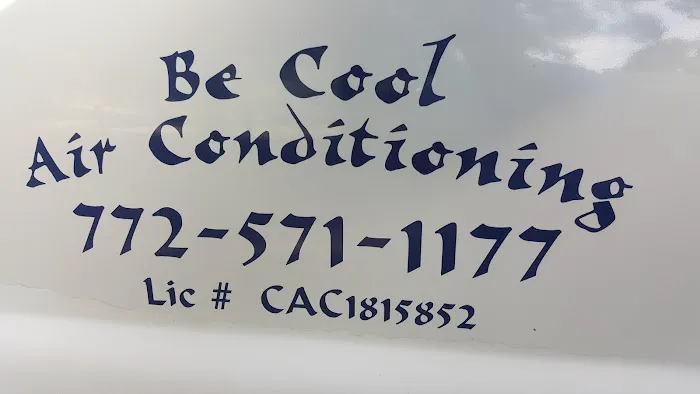 Be Cool
Air Conditioning
772-571-1177
Lic # CAC1815852